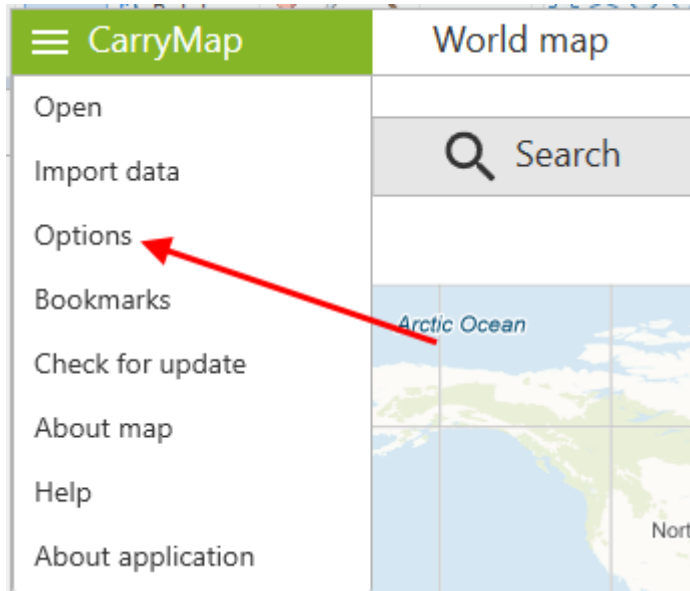 CarryMap
World map
Open
Import data
Search
Options
Bookmarks
Arctic Ocean
Check for update
About map
Help
Nort
About application